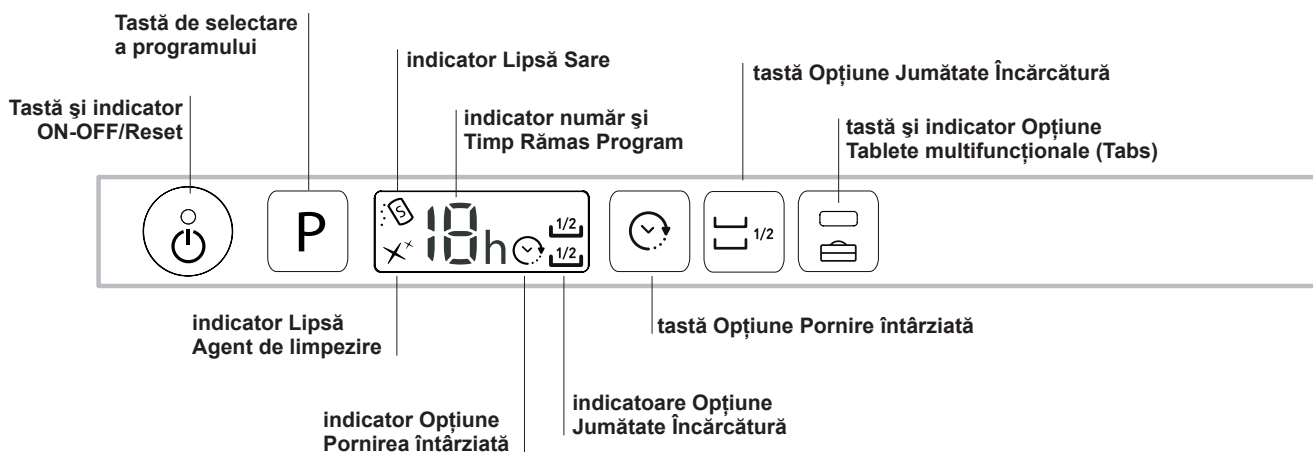 Tastă de selectare
a programului
indicator Lipsă Sare
tastă Opțiune Jumătate Încărcătură
Tastă şi indicator
ON-OFF/Reset
indicator număr şi
Timp Rămas Program
tastă şi indicator Opțiune
Tablete multifuncționale (Tabs)
P
S
18h
1/2
1/2
1/2
indicator Lipsă
Agent de limpezire
tastă Opțiune Pornire întârziată
indicator Opțiune
Pornirea întârziată
indicatoare Opțiune
Jumătate Încărcătură